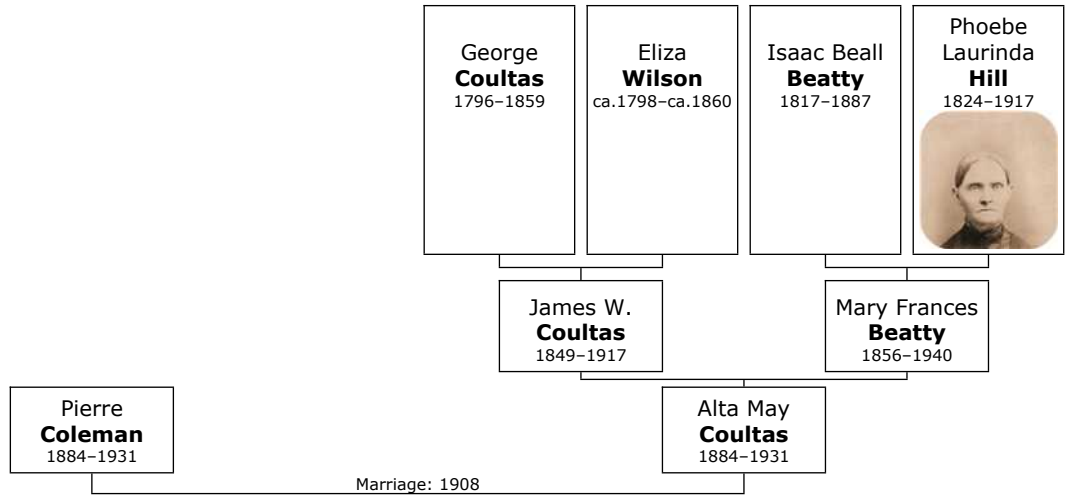 George
Coultas
1796–1859
Eliza
Wilson
ca.1798–ca.1860
Isaac Beall
Beatty
1817–1887
Phoebe
Laurinda
Hill
1824–1917
James W.
Coultas
1849–1917
Mary Frances
Beatty
1856–1940
Pierre
Coleman
1884–1931
Alta May
Coultas
1884–1931
Marriage: 1908